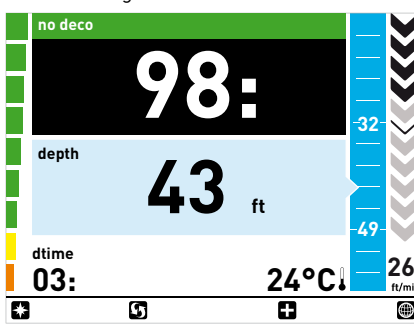 no deco
98:
32
depth
43 ft
49
dtime
03:
24°C
26
ft/mi